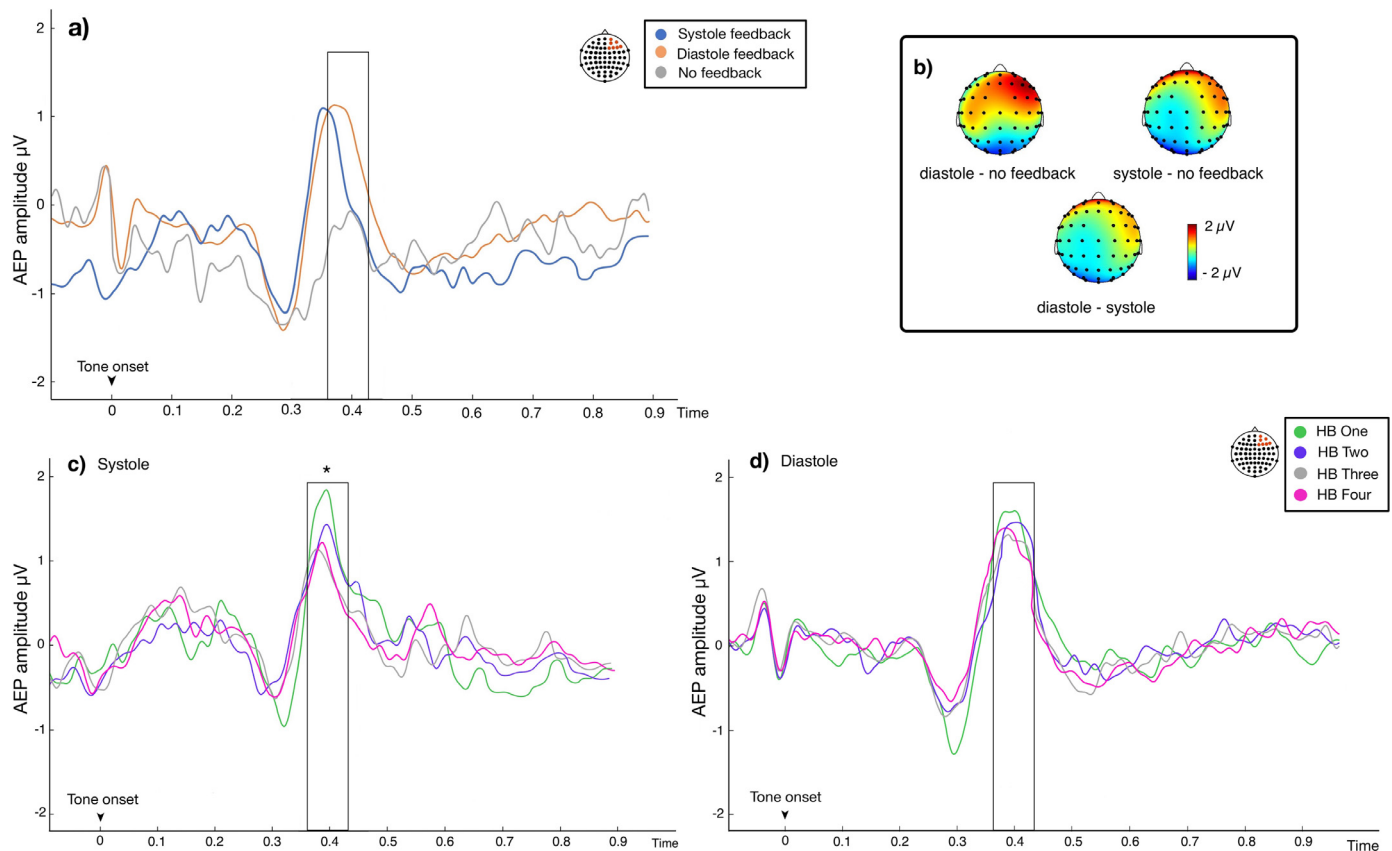 a)
Systole feedback
Diastole feedback
No feedback
AEP amplitude µV
2
1
0
-1
-2
Tone onset
0 0.1 0.2 0.3 0.4 0.5 0.6 0.7 0.8 0.9 Time
b)
diastole - no feedback
systole - no feedback
diastole - systole
2 µV
- 2 µV
c) Systole
*
AEP amplitude µV
2
1
0
-1
-2
Tone onset
0 0.1 0.2 0.3 0.4 0.5 0.6 0.7 0.8 0.9 Time
d) Diastole
HB One
HB Two
HB Three
HB Four
AEP amplitude µV
2
1
0
-1
-2
Tone onset
0 0.1 0.2 0.3 0.4 0.5 0.6 0.7 0.8 0.9 Time